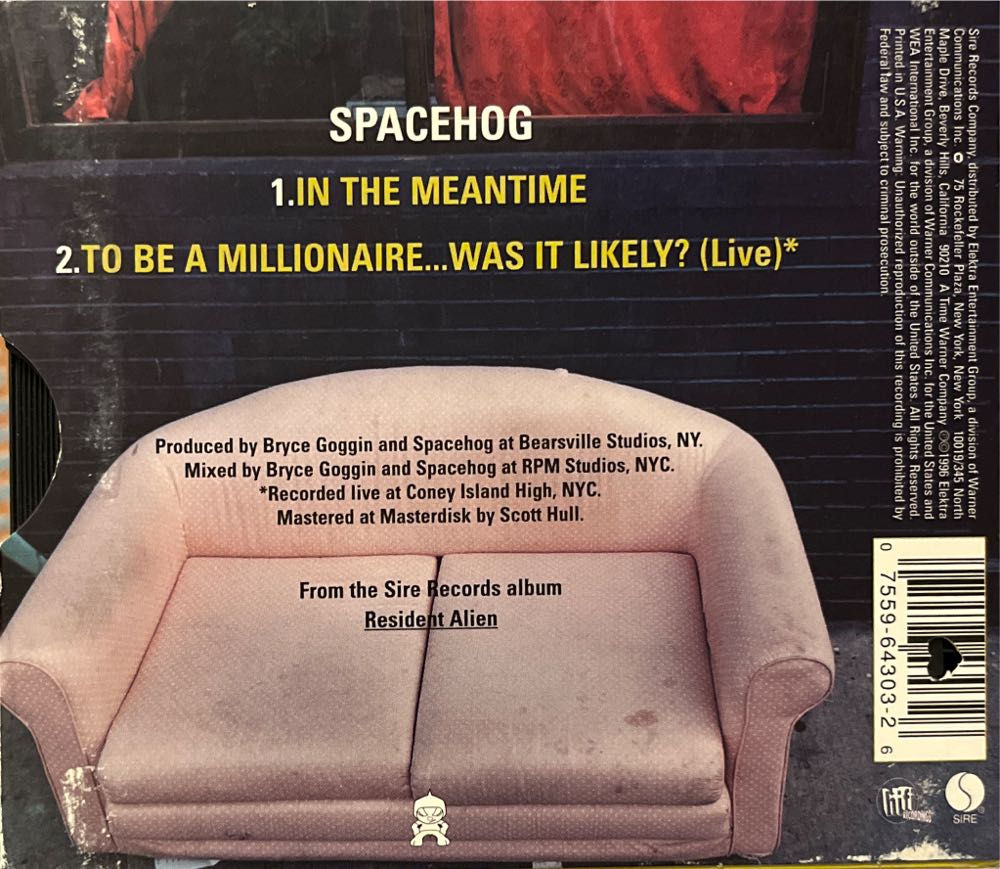 SPACEHOG
1.IN THE MEANTIME
2.TO BE A MILLIONAIRE...WAS IT LIKELY? (Live)*
Produced by Bryce Goggin and Spacehog at Bearsville Studios, NY.
Mixed by Bryce Goggin and Spacehog at RPM Studios, NYC.
*Recorded live at Coney Island High, NYC.
Mastered at Masterdisk by Scott Hull.
From the Sire Records album
Resident Alien
Sire Records Company, distributed by Elektra Entertainment Group, a division of Warner
Communications Inc. ✪ 75 Rockefeller Plaza, New York, New York 10019/345 North
Maple Drive, Beverly Hills, California 90210 A Time Warner Company ℗©1996 Elektra
Entertainment Group, a division of Warner Communications Inc. for the United States and
WEA International Inc. for the world outside of the United States. All Rights Reserved.
Printed in U.S.A. Warning: Unauthorized reproduction of this recording is prohibited by
Federal law and subject to criminal prosecution.
0 7559-64303-2 6
RECORDINGS
SIRE